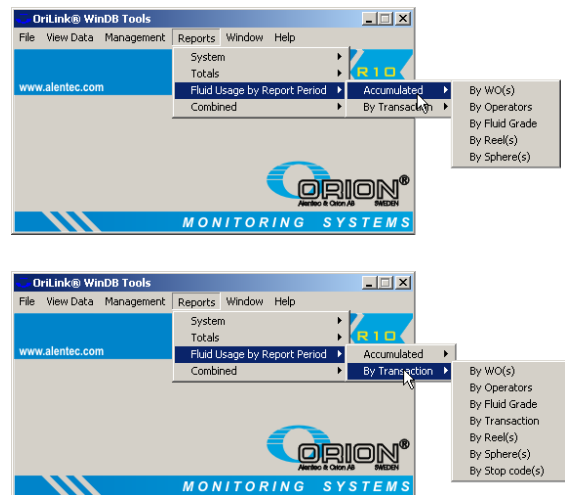 OriLink® WinDB Tools
File View Data Management Reports Window Help
System
Totals
R10
www.alentec.com
Fluid Usage by Report Period
Accumulated
By WO(s)
Combined
By Transaction
By Operators
By Fluid Grade
By Reel(s)
By Sphere(s)
ORION®
Alentec & Orion AB SWEDEN
MONITORING SYSTEMS
OriLink® WinDB Tools
File View Data Management Reports Window Help
System
Totals
R10
www.alentec.com
Fluid Usage by Report Period
Accumulated
Combined
By Transaction
By WO(s)
By Operators
By Fluid Grade
By Transaction
By Reel(s)
By Sphere(s)
By Stop code(s)
ORION®
Alentec & Orion AB SWEDEN
MONITORING SYSTEMS